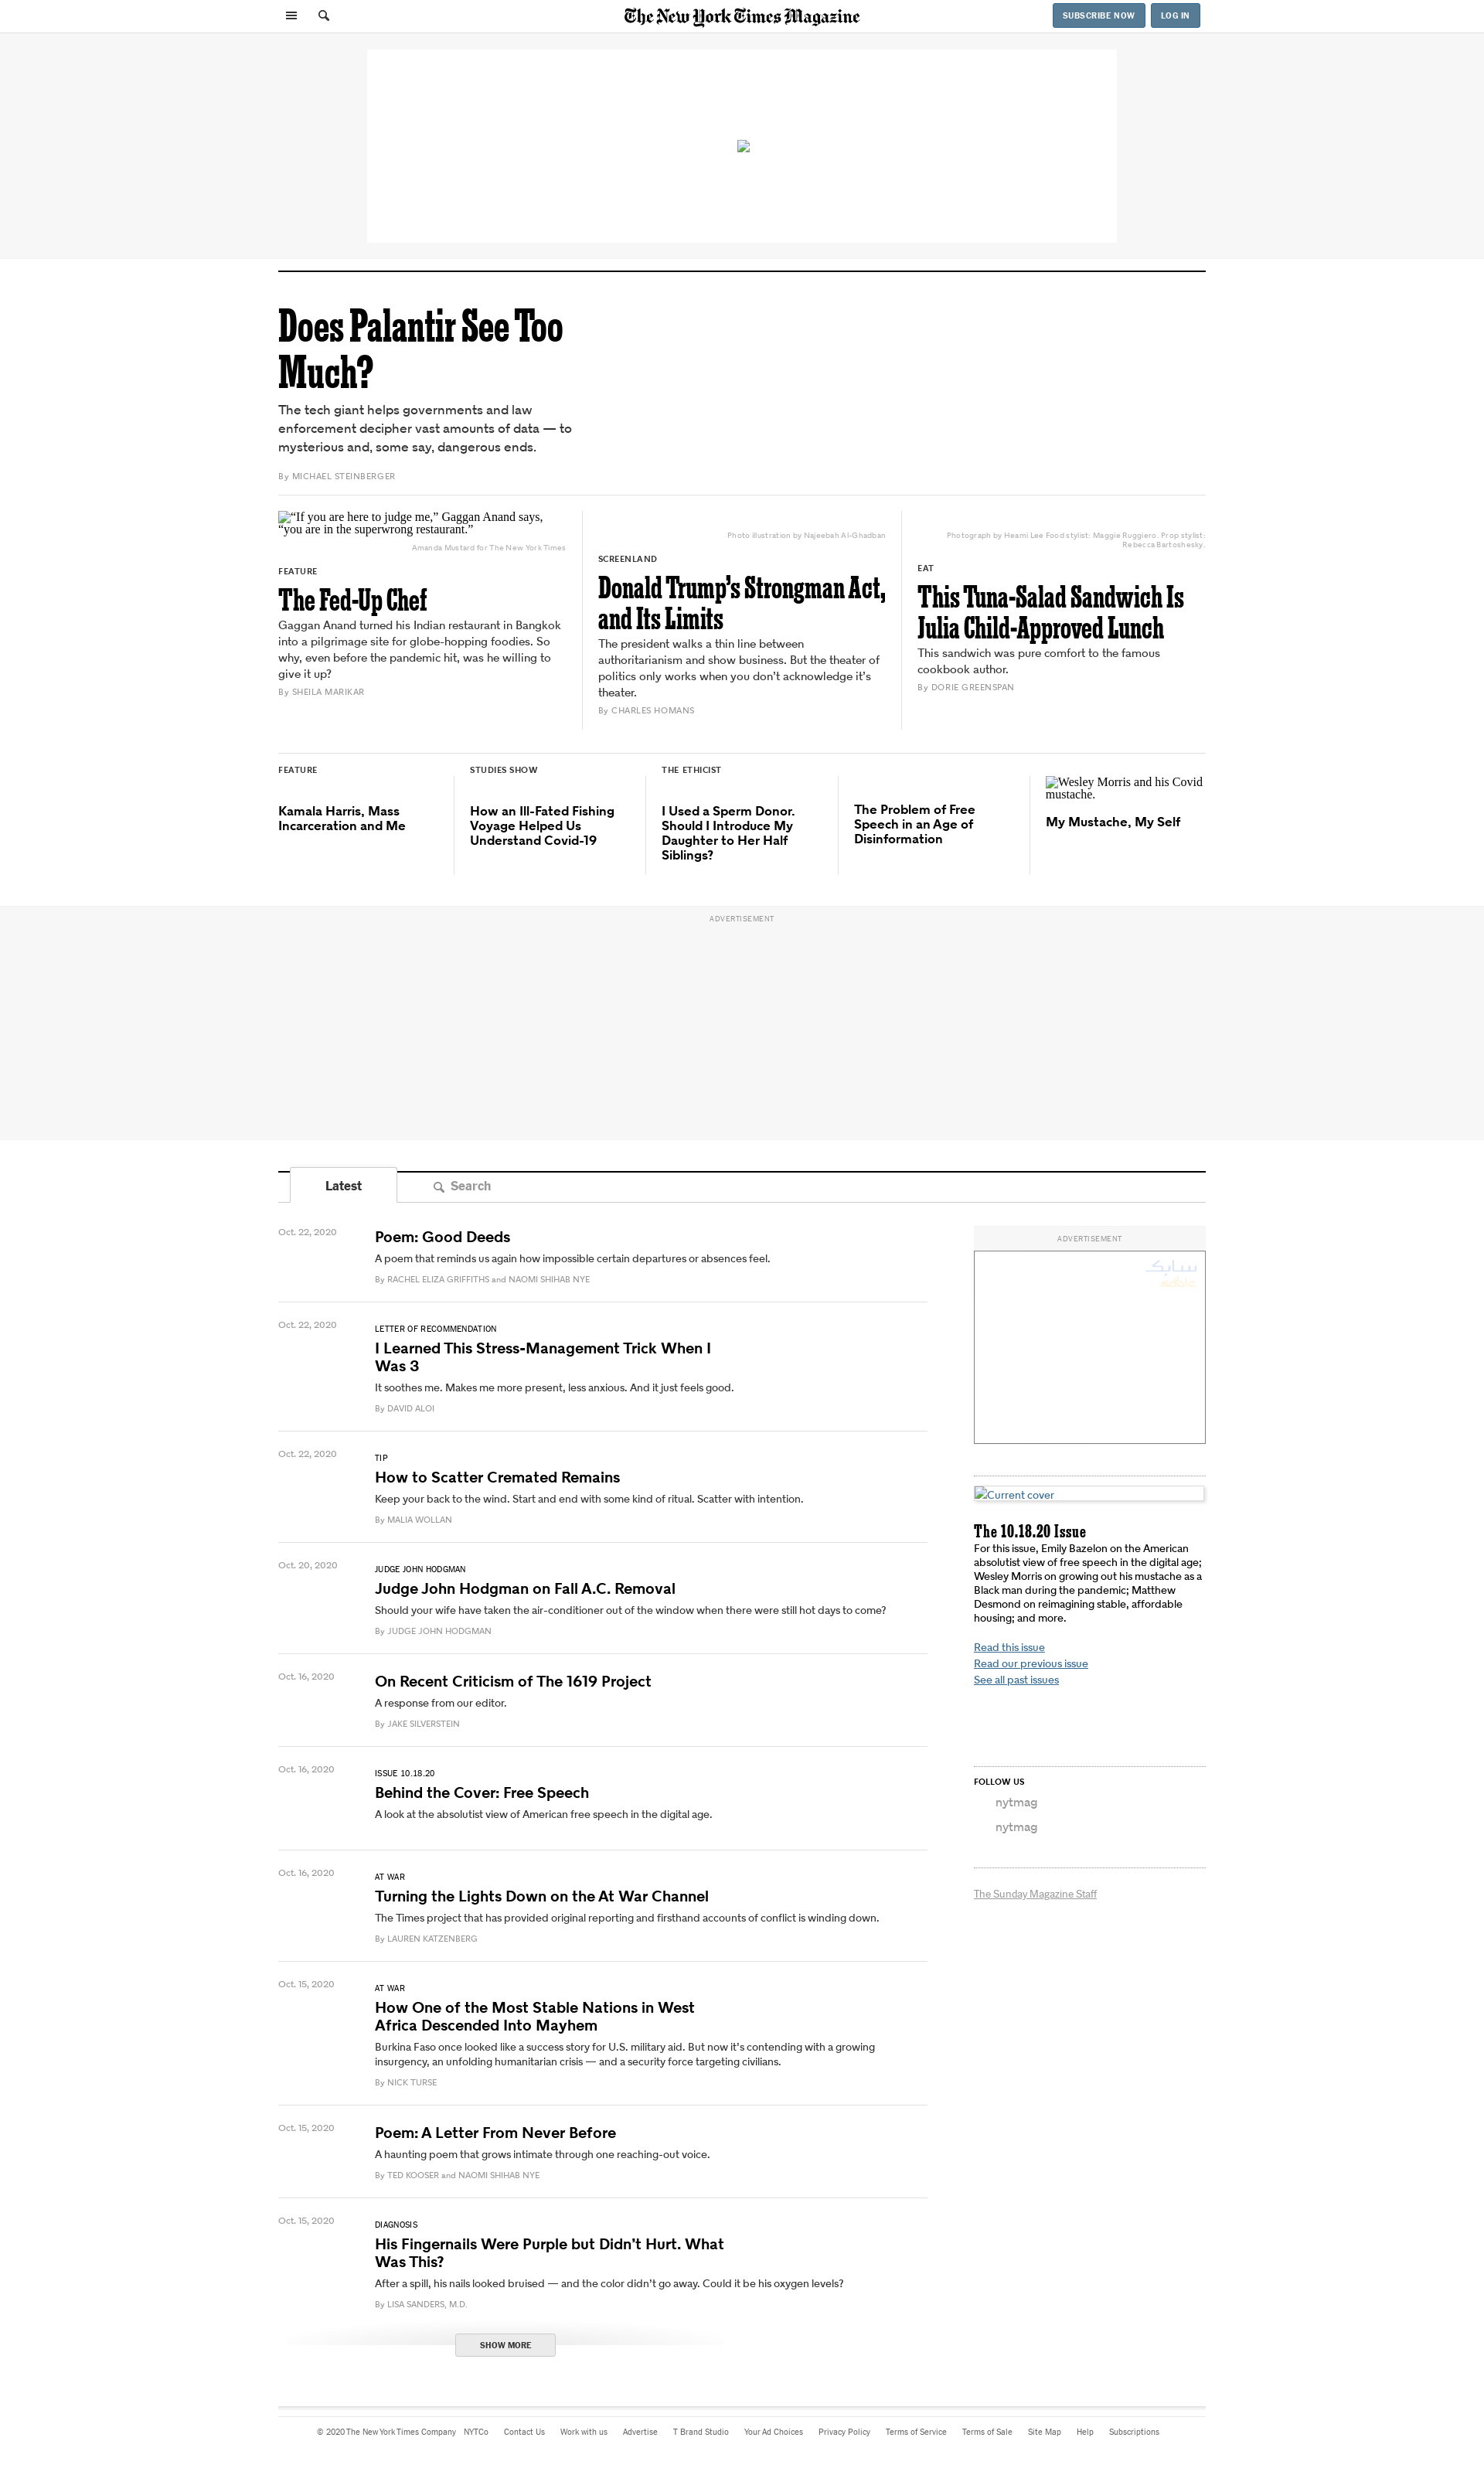 The New York Times Magazine
SUBSCRIBE NOW
LOG IN
Does Palantir See Too
Much?
The tech giant helps governments and law
enforcement decipher vast amounts of data — to
mysterious and, some say, dangerous ends.
By MICHAEL STEINBERGER
“If you are here to judge me,” Gaggan Anand says,
“you are in the superwrong restaurant.”
Amanda Mustard for The New York Times
FEATURE
The Fed-Up Chef
Gaggan Anand turned his Indian restaurant in Bangkok
into a pilgrimage site for globe-hopping foodies. So
why, even before the pandemic hit, was he willing to
give it up?
By SHEILA MARIKAR
Photo illustration by Najeebah Al-Ghadban
SCREENLAND
Donald Trump’s Strongman Act,
and Its Limits
The president walks a thin line between
authoritarianism and show business. But the theater of
politics only works when you don’t acknowledge it’s
theater.
By CHARLES HOMANS
Photograph by Heami Lee Food stylist: Maggie Ruggiero. Prop stylist:
Rebecca Bartoshesky.
EAT
This Tuna-Salad Sandwich Is
Julia Child-Approved Lunch
This sandwich was pure comfort to the famous
cookbook author.
By DORIE GREENSPAN
FEATURE
Kamala Harris, Mass
Incarceration and Me
STUDIES SHOW
How an Ill-Fated Fishing
Voyage Helped Us
Understand Covid-19
THE ETHICIST
I Used a Sperm Donor.
Should I Introduce My
Daughter to Her Half
Siblings?
The Problem of Free
Speech in an Age of
Disinformation
Wesley Morris and his Covid
mustache.
My Mustache, My Self
ADVERTISEMENT
Latest
Search
Oct. 22, 2020
Poem: Good Deeds
A poem that reminds us again how impossible certain departures or absences feel.
By RACHEL ELIZA GRIFFITHS and NAOMI SHIHAB NYE
Oct. 22, 2020
LETTER OF RECOMMENDATION
I Learned This Stress-Management Trick When I
Was 3
It soothes me. Makes me more present, less anxious. And it just feels good.
By DAVID ALOI
Oct. 22, 2020
TIP
How to Scatter Cremated Remains
Keep your back to the wind. Start and end with some kind of ritual. Scatter with intention.
By MALIA WOLLAN
Oct. 20, 2020
JUDGE JOHN HODGMAN
Judge John Hodgman on Fall A.C. Removal
Should your wife have taken the air-conditioner out of the window when there were still hot days to come?
By JUDGE JOHN HODGMAN
Oct. 16, 2020
On Recent Criticism of The 1619 Project
A response from our editor.
By JAKE SILVERSTEIN
Oct. 16, 2020
ISSUE 10.18.20
Behind the Cover: Free Speech
A look at the absolutist view of American free speech in the digital age.
Oct. 16, 2020
AT WAR
Turning the Lights Down on the At War Channel
The Times project that has provided original reporting and firsthand accounts of conflict is winding down.
By LAUREN KATZENBERG
Oct. 15, 2020
AT WAR
How One of the Most Stable Nations in West
Africa Descended Into Mayhem
Burkina Faso once looked like a success story for U.S. military aid. But now it’s contending with a growing
insurgency, an unfolding humanitarian crisis — and a security force targeting civilians.
By NICK TURSE
Oct. 15, 2020
Poem: A Letter From Never Before
A haunting poem that grows intimate through one reaching-out voice.
By TED KOOSER and NAOMI SHIHAB NYE
Oct. 15, 2020
DIAGNOSIS
His Fingernails Were Purple but Didn’t Hurt. What
Was This?
After a spill, his nails looked bruised — and the color didn’t go away. Could it be his oxygen levels?
By LISA SANDERS, M.D.
SHOW MORE
ADVERTISEMENT
سابك
sabic
Current cover
The 10.18.20 Issue
For this issue, Emily Bazelon on the American
absolutist view of free speech in the digital age;
Wesley Morris on growing out his mustache as a
Black man during the pandemic; Matthew
Desmond on reimagining stable, affordable
housing; and more.
Read this issue
Read our previous issue
See all past issues
FOLLOW US
nytmag
nytmag
The Sunday Magazine Staff
© 2020 The New York Times Company NYTCo Contact Us Work with us Advertise T Brand Studio Your Ad Choices Privacy Policy Terms of Service Terms of Sale Site Map Help Subscriptions